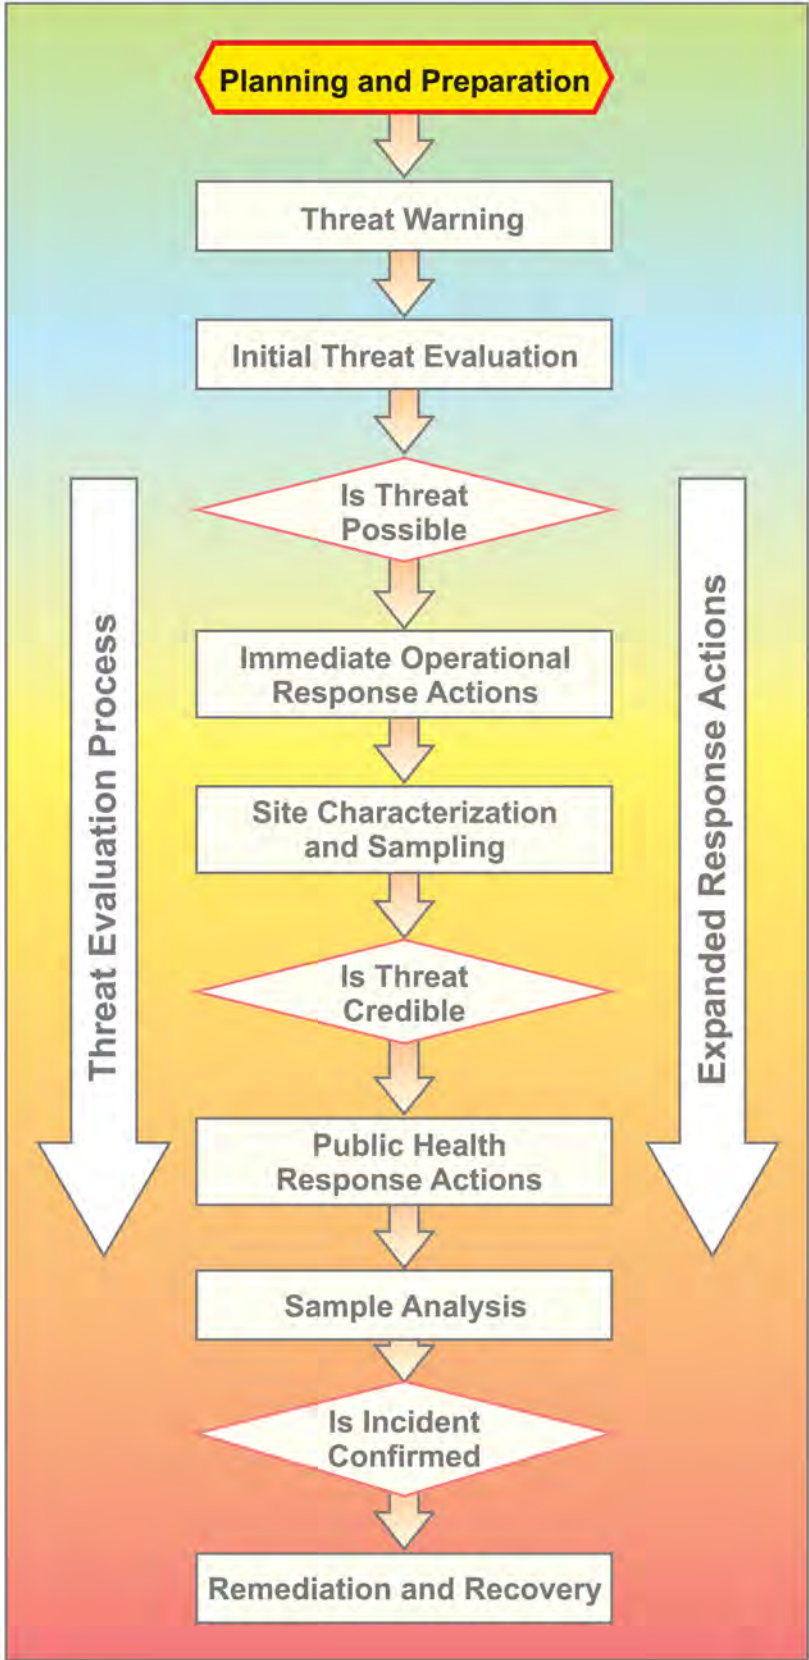 Planning and Preparation
Threat Warning
Initial Threat Evaluation
Is Threat
Possible
Immediate Operational
Response Actions
Site Characterization
and Sampling
Is Threat
Credible
Public Health
Response Actions
Sample Analysis
Is Incident
Confirmed
Remediation and Recovery
Threat Evaluation Process
Expanded Response Actions